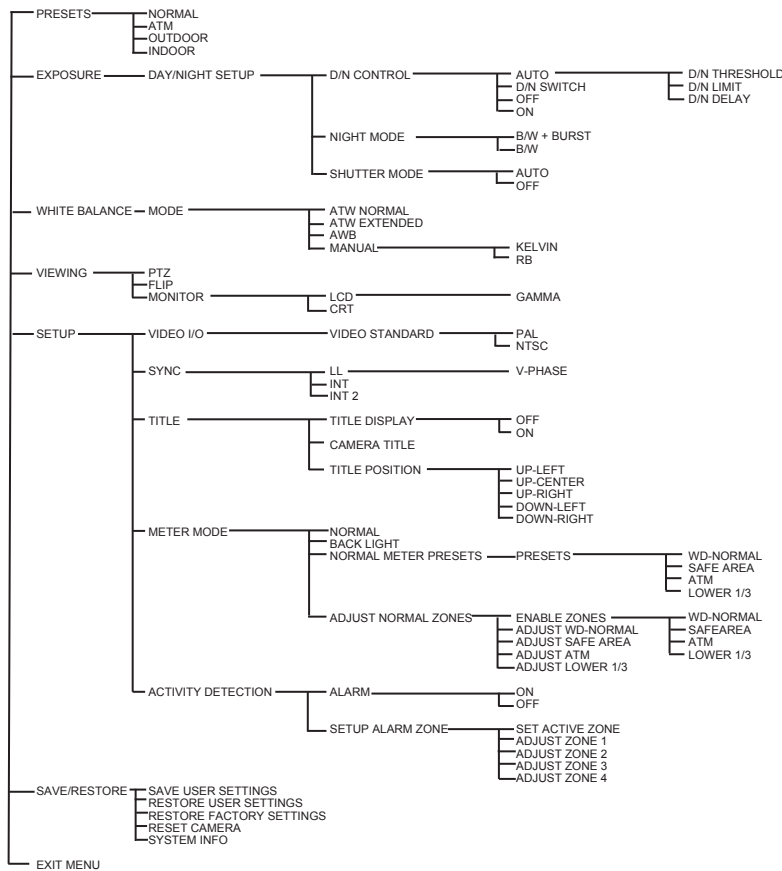 PRESETS NORMAL
ATM
OUTDOOR
INDOOR
EXPOSURE DAY/NIGHT SETUP D/N CONTROL AUTO D/N THRESHOLD
D/N SWITCH D/N LIMIT
OFF D/N DELAY
ON
NIGHT MODE B/W + BURST
B/W
SHUTTER MODE AUTO
OFF
WHITE BALANCE MODE ATW NORMAL
ATW EXTENDED
AWB
MANUAL KELVIN
RB
VIEWING PTZ
FLIP
MONITOR LCD GAMMA
CRT
SETUP VIDEO I/O VIDEO STANDARD PAL
NTSC
SYNC LL V-PHASE
INT
INT 2
TITLE TITLE DISPLAY OFF
ON
CAMERA TITLE
TITLE POSITION UP-LEFT
UP-CENTER
UP-RIGHT
DOWN-LEFT
DOWN-RIGHT
METER MODE NORMAL
BACK LIGHT
NORMAL METER PRESETS PRESETS WD-NORMAL
SAFE AREA
ATM
LOWER 1/3
ADJUST NORMAL ZONES ENABLE ZONES WD-NORMAL
ADJUST WD-NORMAL SAFEAREA
ADJUST SAFE AREA ATM
ADJUST ATM LOWER 1/3
ADJUST LOWER 1/3
ACTIVITY DETECTION ALARM ON
OFF
SETUP ALARM ZONE SET ACTIVE ZONE
ADJUST ZONE 1
ADJUST ZONE 2
ADJUST ZONE 3
ADJUST ZONE 4
SAVE/RESTORE SAVE USER SETTINGS
RESTORE USER SETTINGS
RESTORE FACTORY SETTINGS
RESET CAMERA
SYSTEM INFO
EXIT MENU